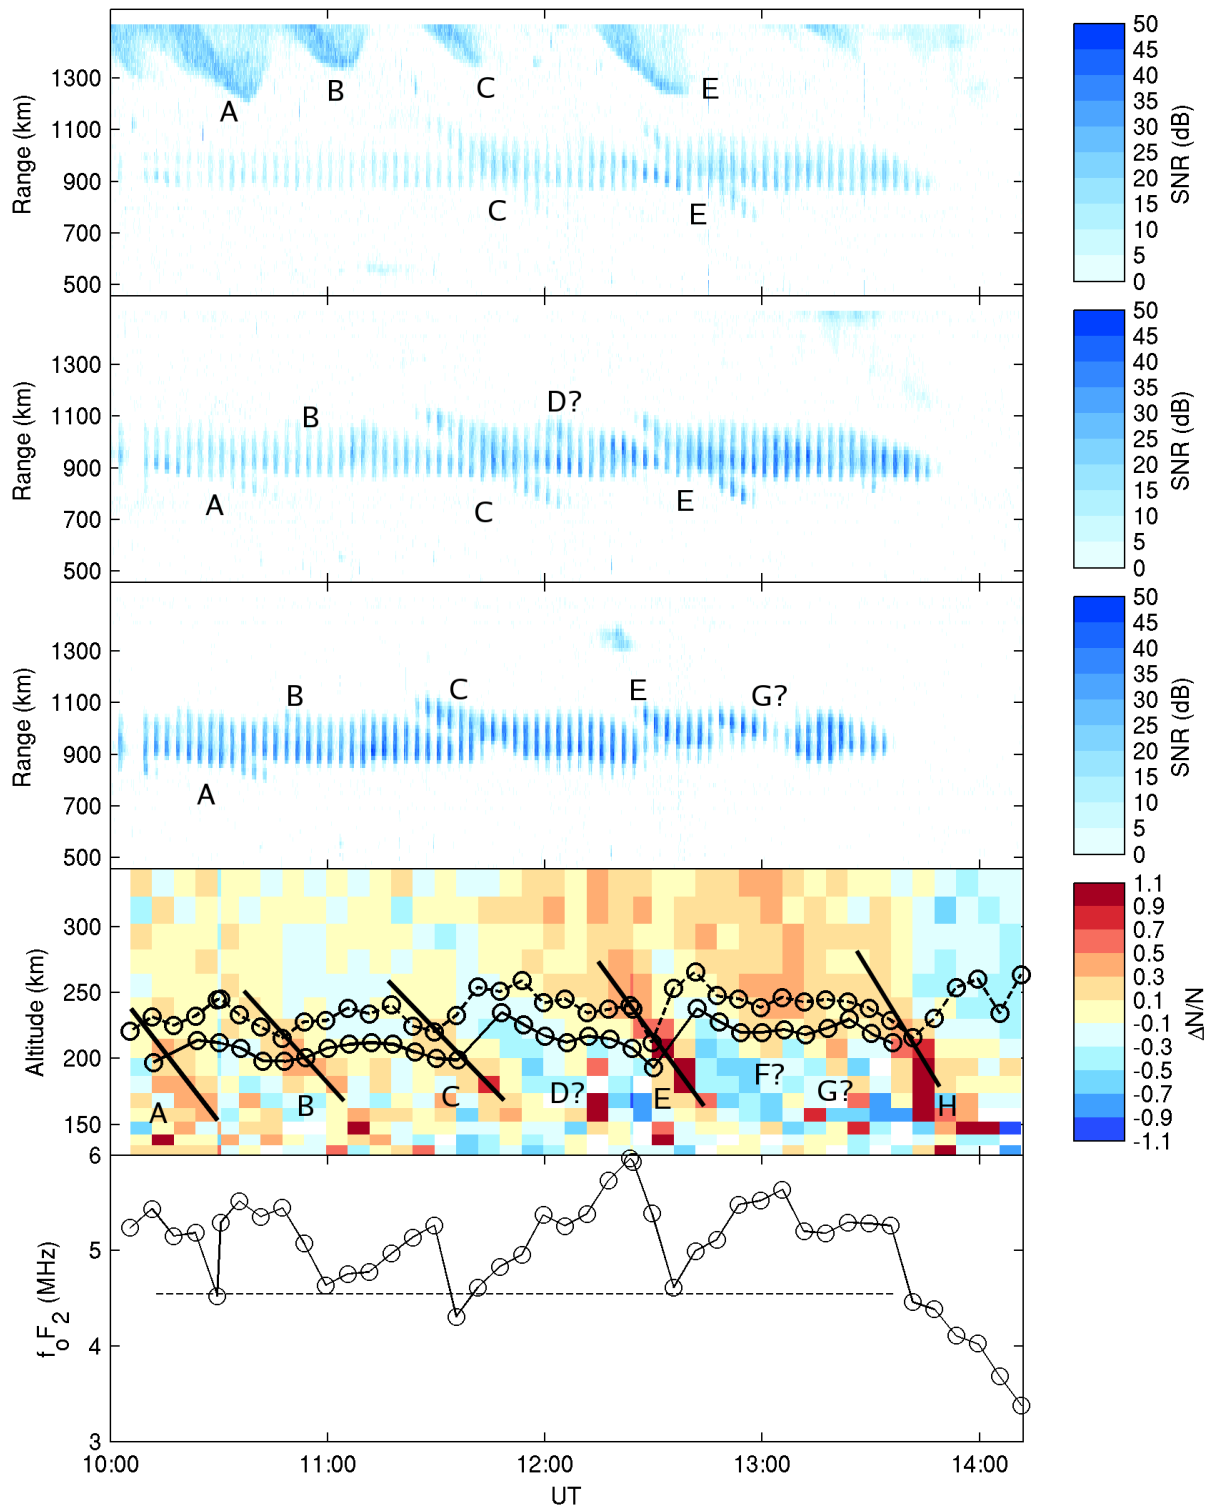 Range (km)
1300
1100
900
700
500
A
B
C
E
C
E
50
45
40
35
30
25
20
15
10
5
0
SNR (dB)
Range (km)
1300
1100
900
700
500
B
D?
A
C
E
50
45
40
35
30
25
20
15
10
5
0
SNR (dB)
Range (km)
1300
1100
900
700
500
B
C
E
G?
A
50
45
40
35
30
25
20
15
10
5
0
SNR (dB)
Altitude (km)
300
250
200
150
A
B
C
D?
E
F?
G?
H
1.1
0.9
0.7
0.5
0.3
0.1
-0.1
-0.3
-0.5
-0.7
-0.9
-1.1
ΔN/N
foF2 (MHz)
6
5
4
3
10:00 11:00 12:00 13:00 14:00
UT